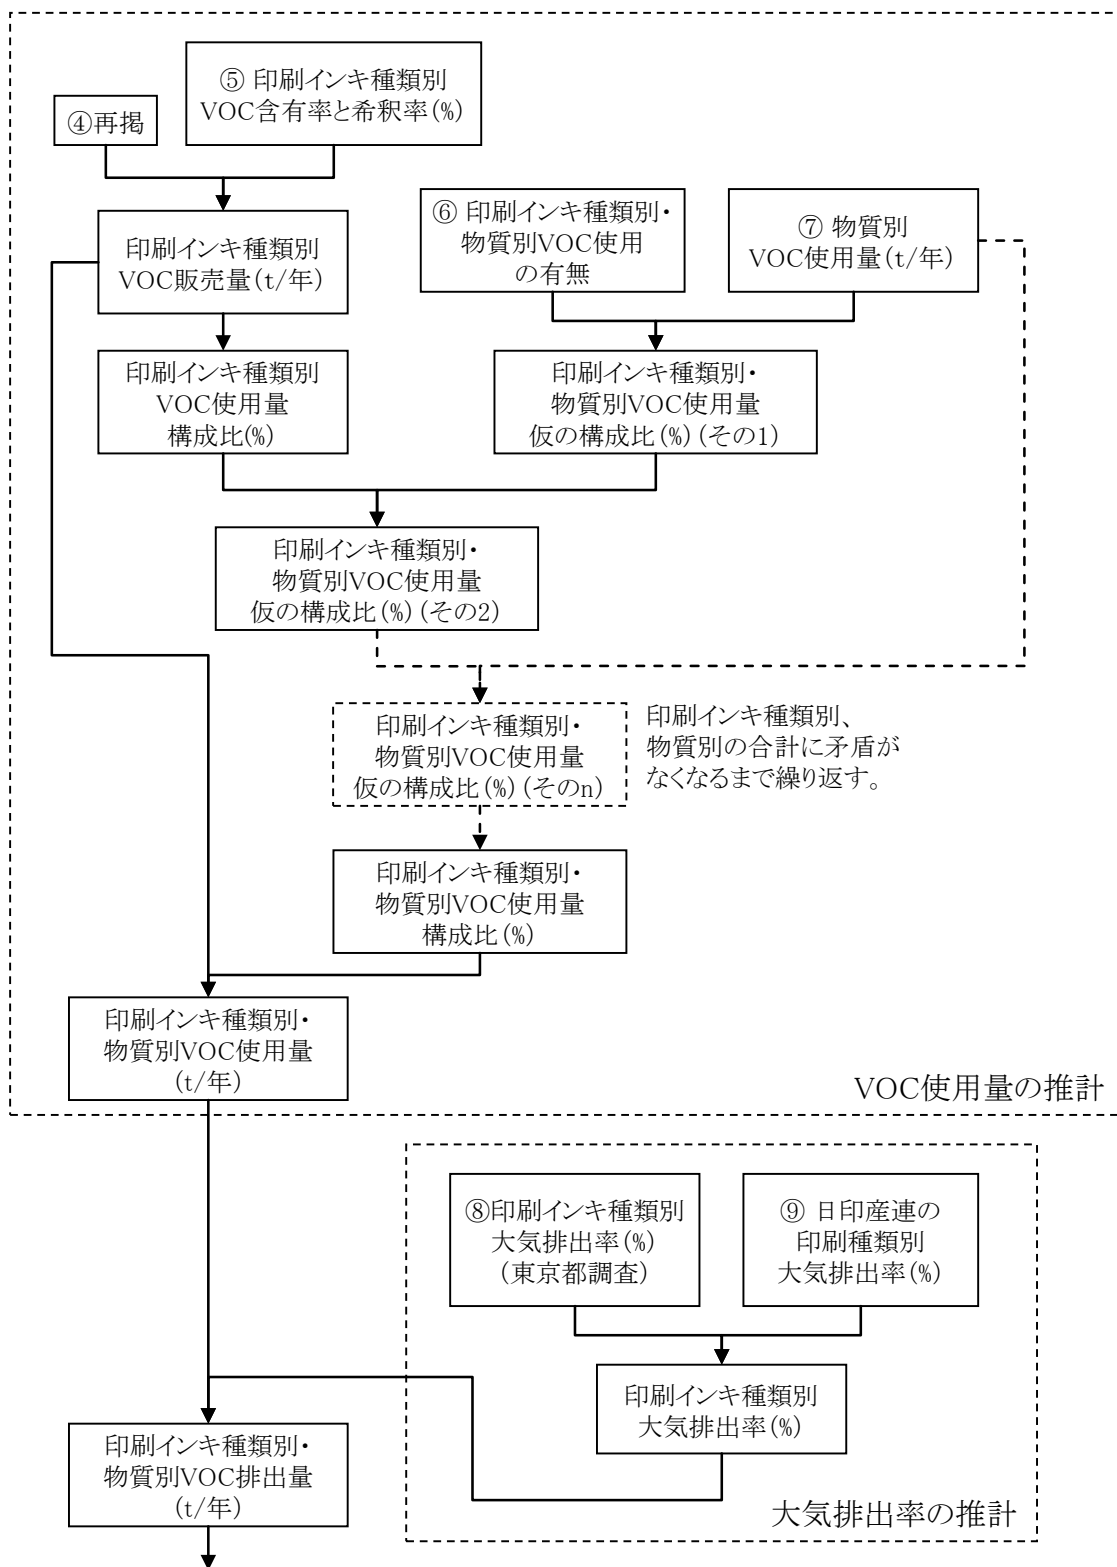 ⑤ 印刷インキ種類別
VOC含有率と希釈率(%)
④再掲
印刷インキ種類別
VOC販売量(t/年)
⑥ 印刷インキ種類別・
物質別VOC使用
の有無
⑦ 物質別
VOC使用量(t/年)
印刷インキ種類別
VOC使用量
構成比(%)
印刷インキ種類別・
物質別VOC使用量
仮の構成比(%)(その1)
印刷インキ種類別・
物質別VOC使用量
仮の構成比(%)(その2)
印刷インキ種類別・
物質別VOC使用量
仮の構成比(%)(そのn)
印刷インキ種類別、
物質別の合計に矛盾が
なくなるまで繰り返す。
印刷インキ種類別・
物質別VOC使用量
構成比(%)
印刷インキ種類別・
物質別VOC使用量
(t/年)
VOC使用量の推計
⑧印刷インキ種類別
大気排出率(%)
(東京都調査)
⑨ 日印産連の
印刷種類別
大気排出率(%)
印刷インキ種類別
大気排出率(%)
印刷インキ種類別・
物質別VOC排出量
(t/年)
大気排出率の推計